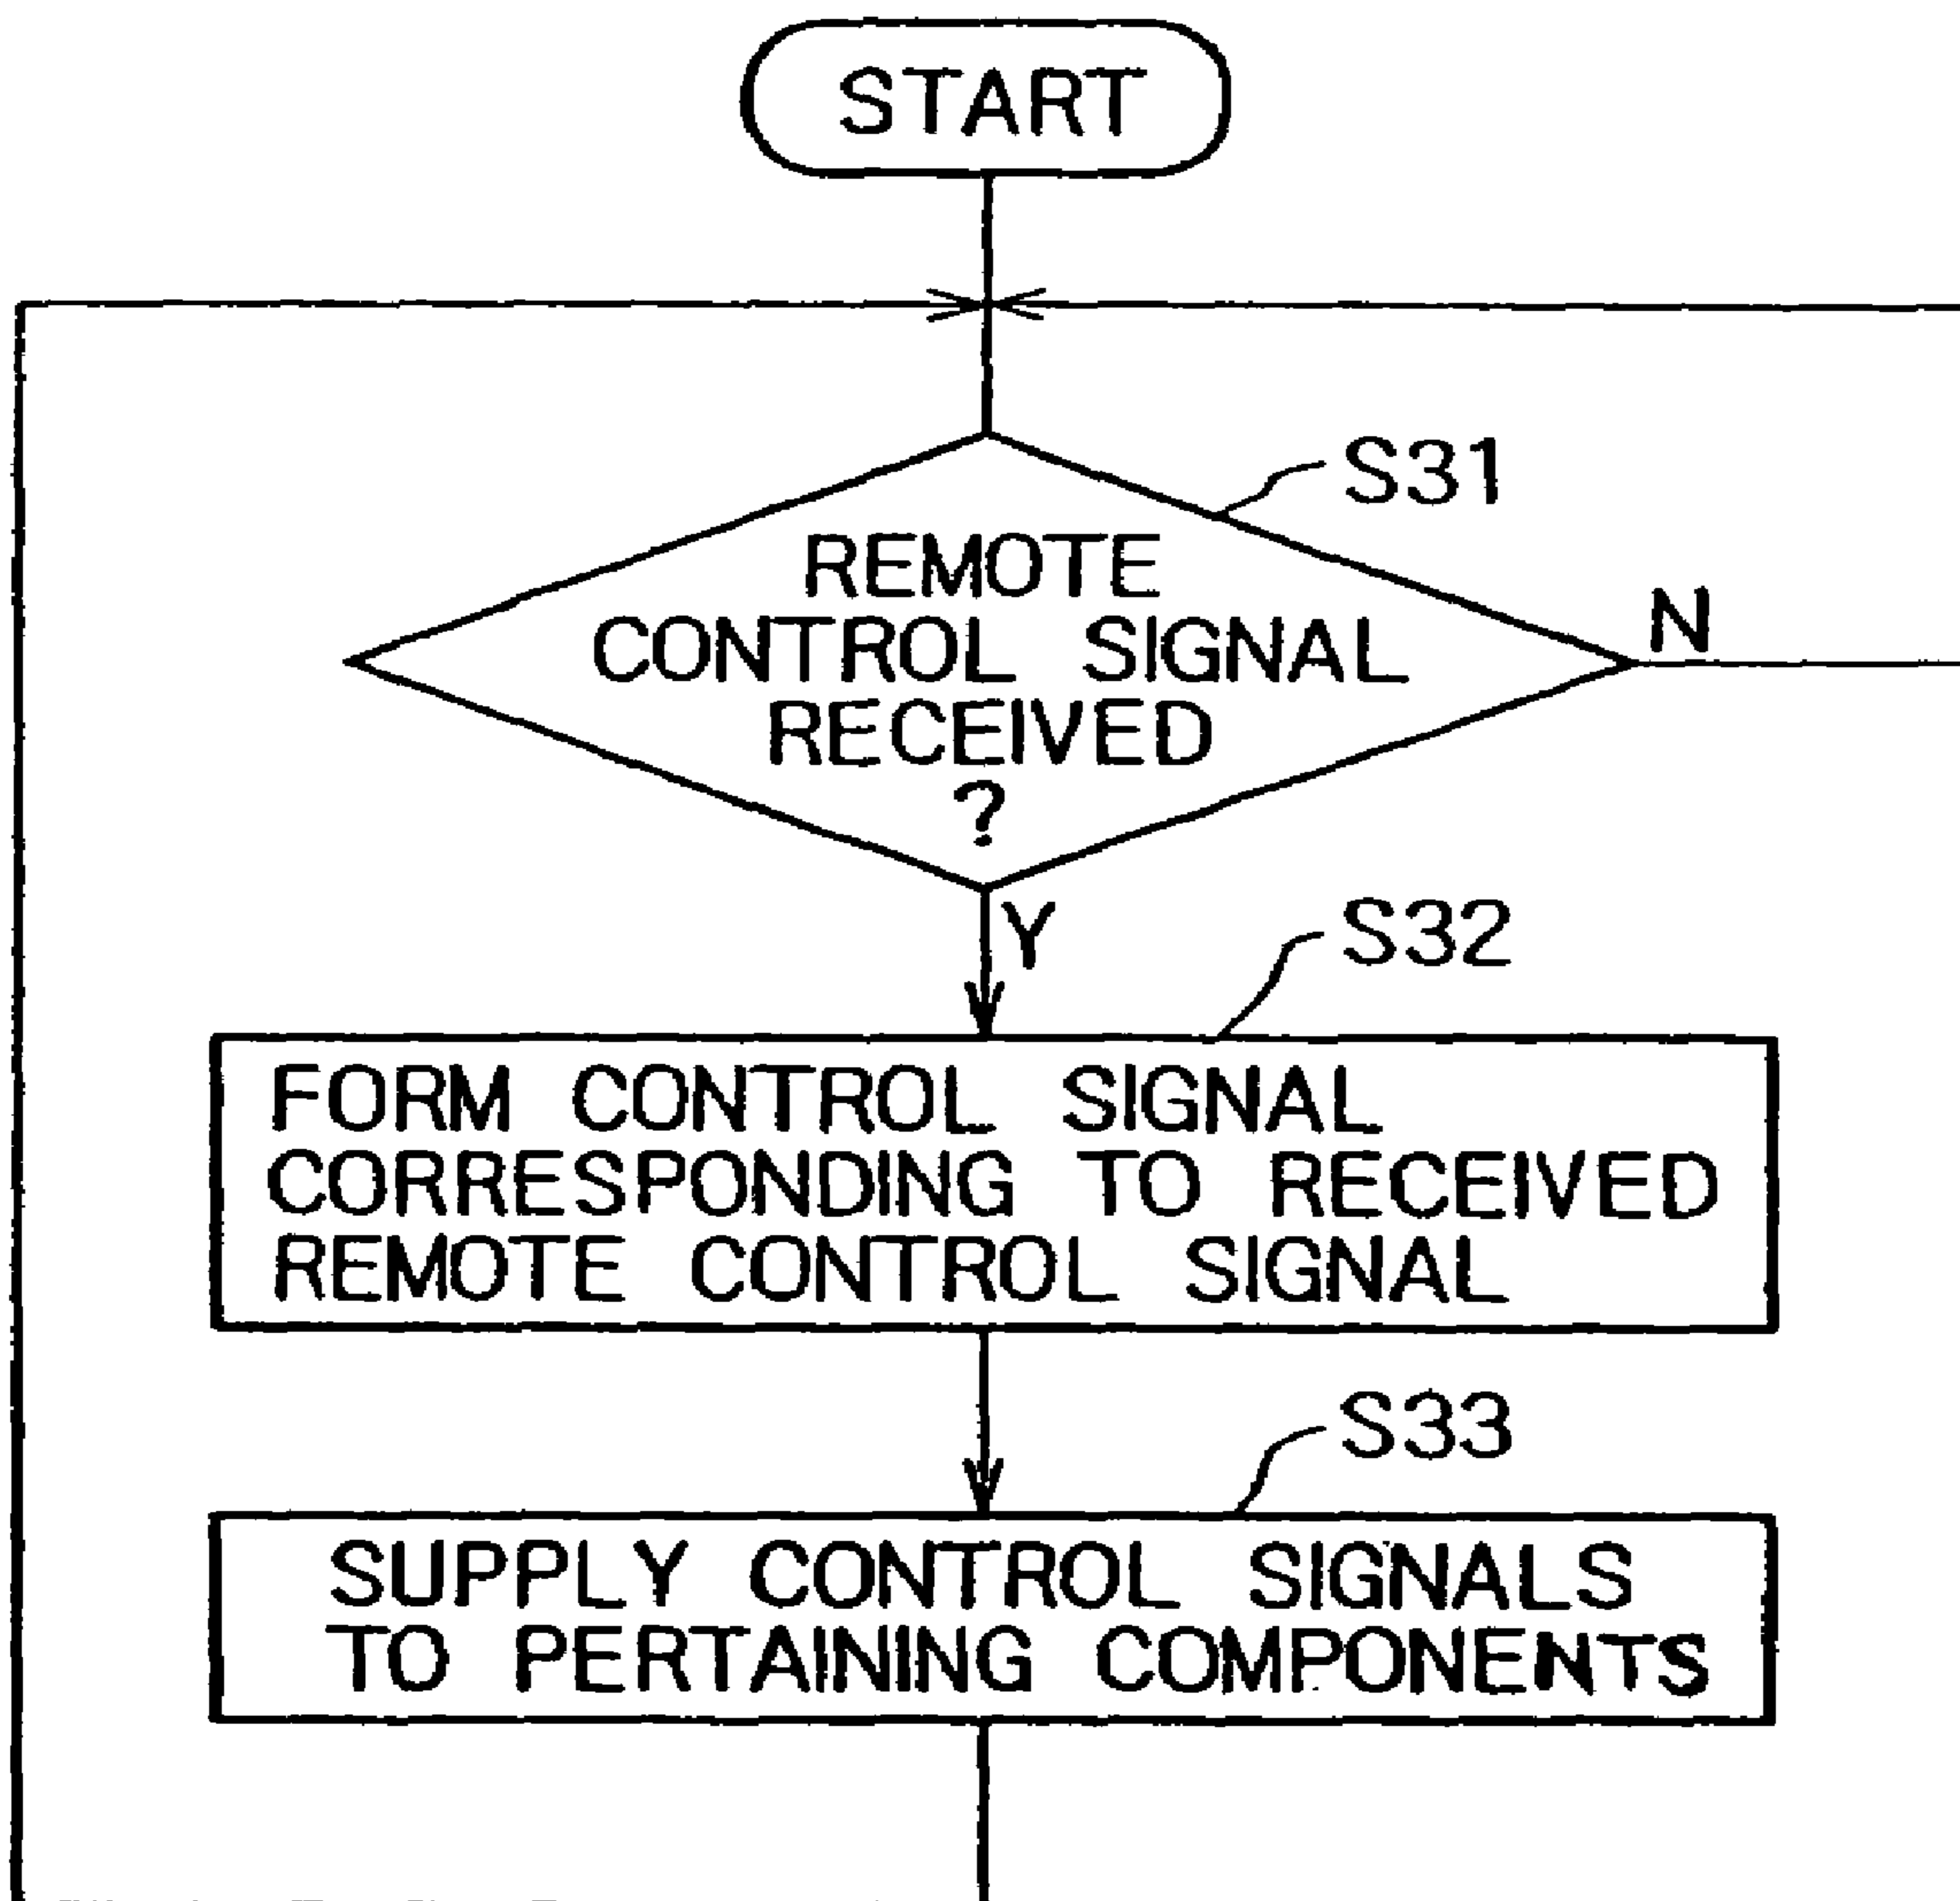 START
S31
REMOTE
CONTROL SIGNAL
RECEIVED
?
N
Y
S32
FORM CONTROL SIGNAL
CORRESPONDING TO RECEIVED
REMOTE CONTROL SIGNAL
S33
SUPPLY CONTROL SIGNALS
TO PERTAINING COMPONENTS